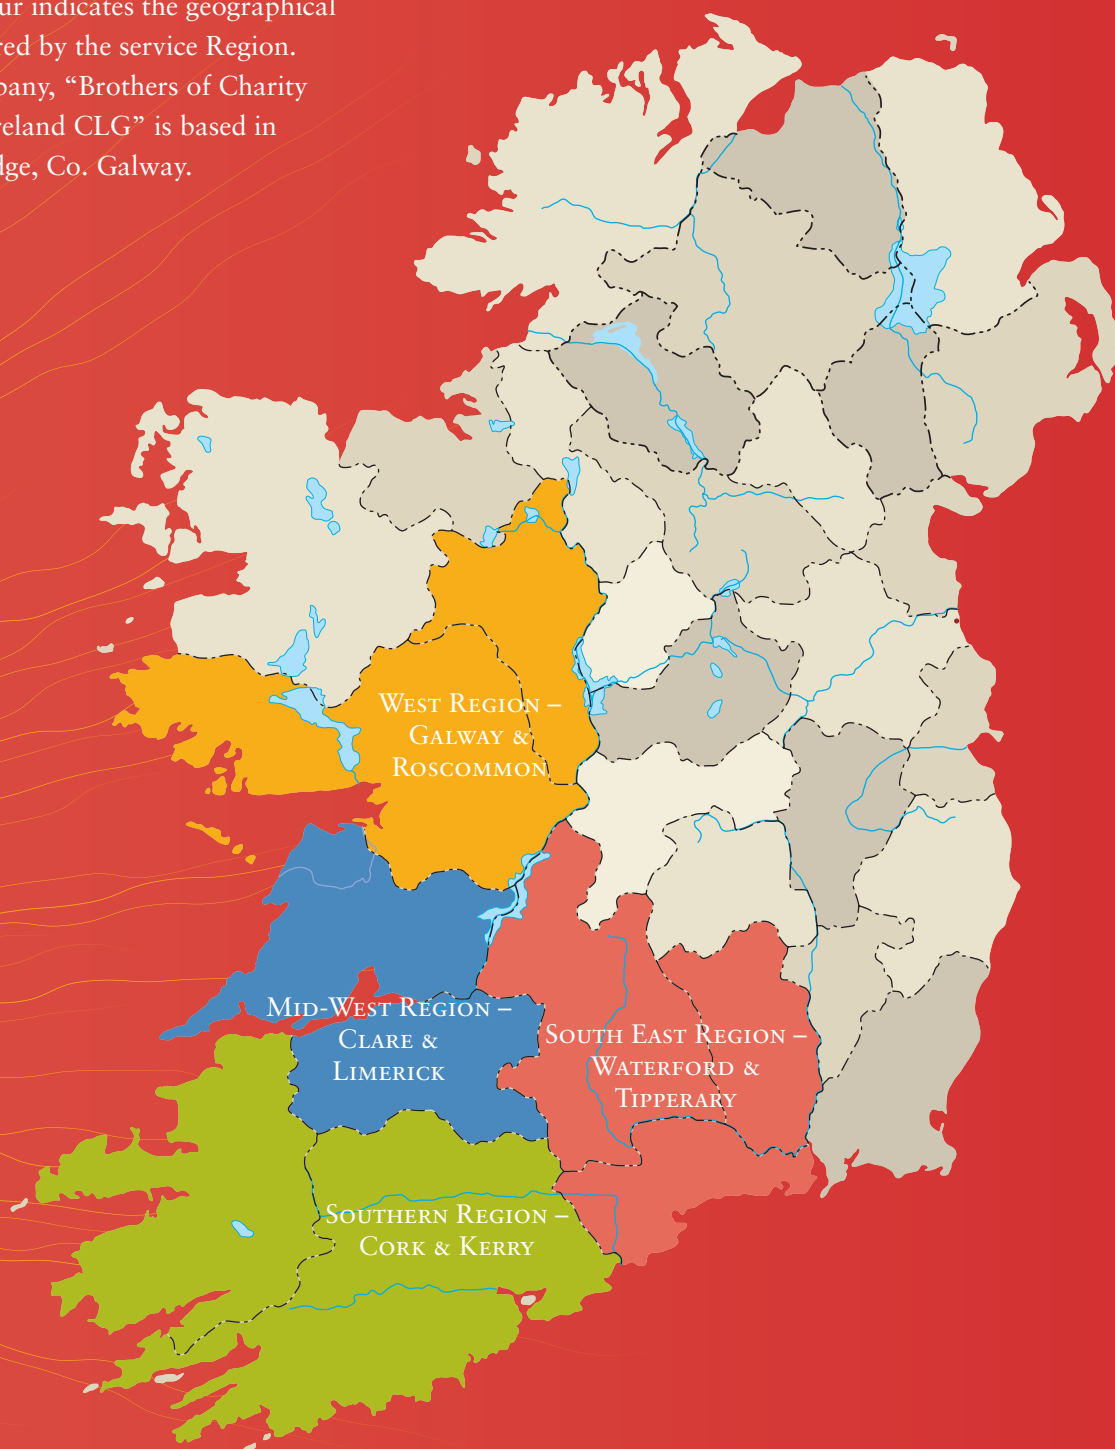 ur indicates the geographical
red by the service Region.
pany, “Brothers of Charity
reland CLG” is based in
dge, Co. Galway.
West Region –
Galway &
Roscommon
Mid-West Region –
Clare &
Limerick
South East Region –
Waterford &
Tipperary
Southern Region –
Cork & Kerry